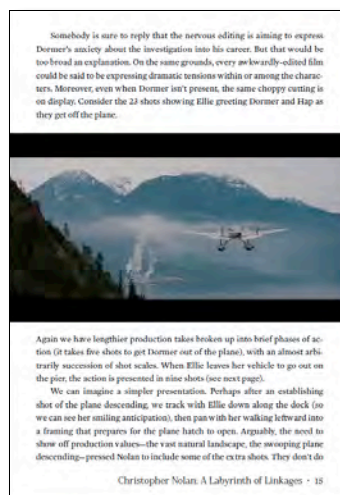 Somebody is sure to reply that the nervous editing is aiming to express
Dormer's anxiety about the investigation into his career. But that would be
too broad an explanation. On the same grounds, every awkwardly-edited film
could be said to be expressing dramatic tensions within or among the charac-
ters. Moreover, even when Dormer isn't present, the same choppy cutting is
on display. Consider the 23 shots showing Ellie greeting Dormer and Hap as
they get off the plane.
Again we have lengthier production takes broken up into brief phases of ac-
tion (it takes five shots to get Dormer out of the plane), with an almost arbi-
trarily succession of shot scales. When Ellie leaves her vehicle to go out on
the pier, the action is presented in nine shots (see next page).
We can imagine a simpler presentation. Perhaps after an establishing
shot of the plane descending, we track with Ellie down along the dock (so
we can see her smiling anticipation), then pan with her walking leftward into
a framing that prepares for the plane hatch to open. Arguably, the need to
show off production values—the vast natural landscape, the swooping plane
descending—pressed Nolan to include some of the extra shots. They don't do
Christopher Nolan: A Labyrinth of Linkages • 15